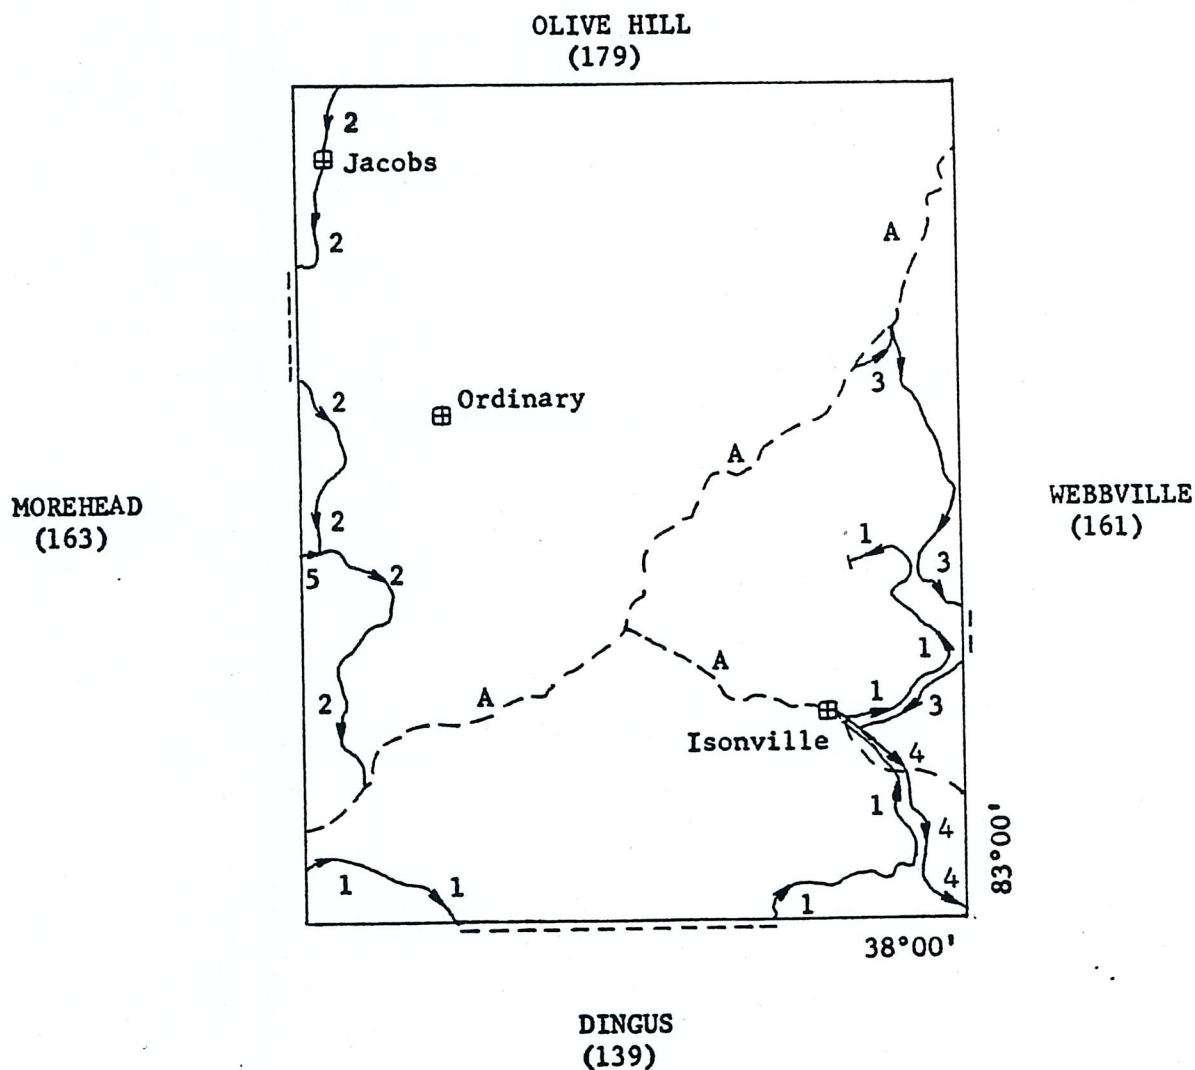 OLIVE HILL
(179)
2
Jacobs
2
A
3
2
Ordinary
A
MOREHEAD
(163)
WEBBVILLE
(161)
2
1
5
2
3
A
1
A
2
1
3
Isonville
4
1
4
83°00'
1
1
4
1
38°00'
DINGUS
(139)